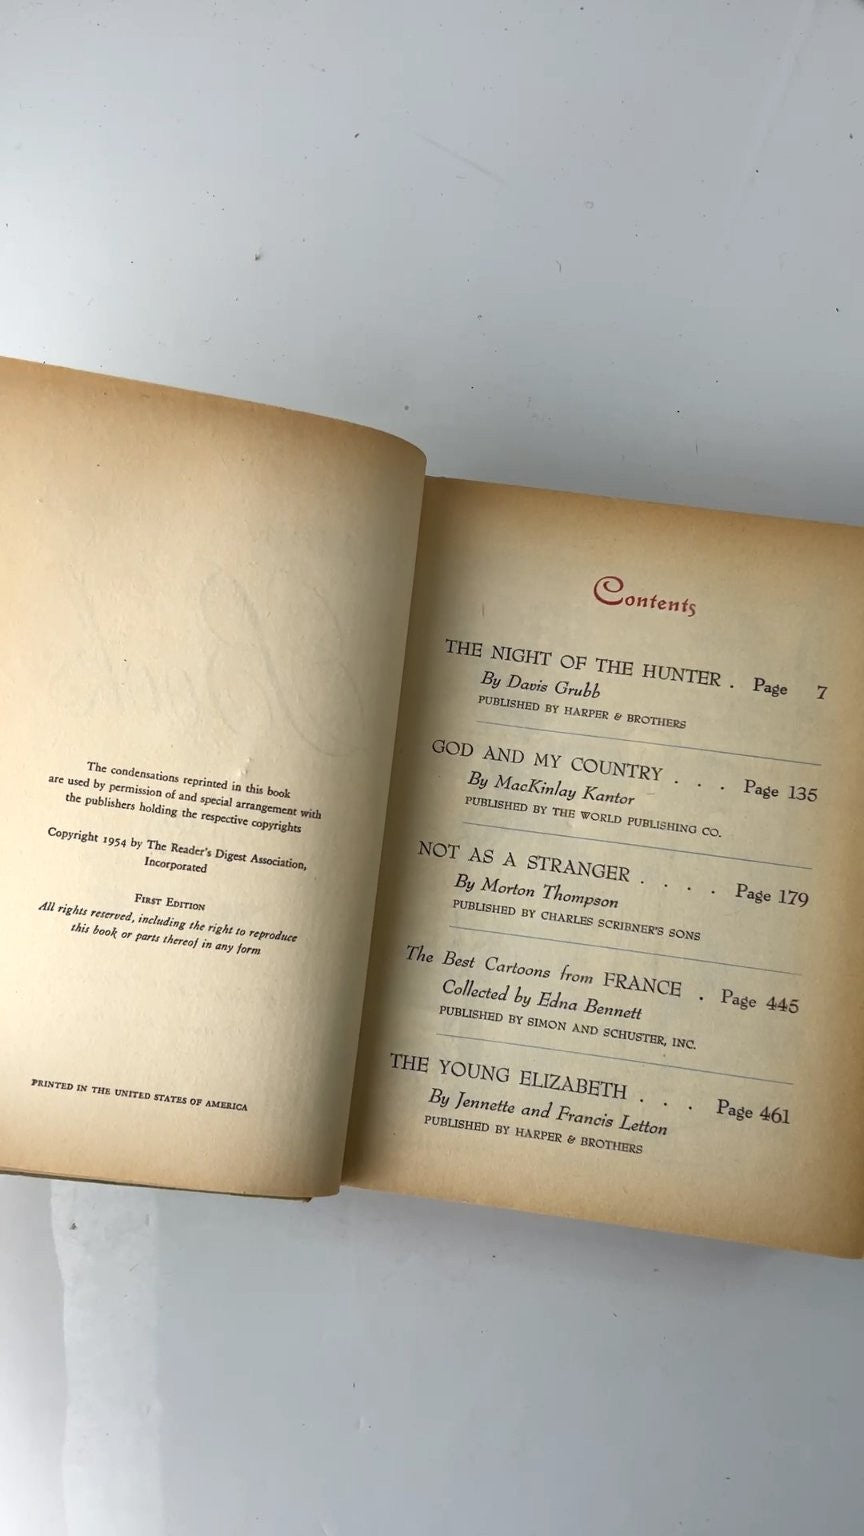 The condensations reprinted in this book
are used by permission of and special arrangement with
the publishers holding the respective copyrights
Copyright 1954 by The Reader's Digest Association,
Incorporated
First Edition
All rights reserved, including the right to reproduce
this book or parts thereof in any form
PRINTED IN THE UNITED STATES OF AMERICA
Contents
THE NIGHT OF THE HUNTER . Page 7
By Davis Grubb
PUBLISHED BY HARPER & BROTHERS
GOD AND MY COUNTRY . . . Page 135
By MacKinlay Kantor
PUBLISHED BY THE WORLD PUBLISHING CO.
NOT AS A STRANGER . . . . Page 179
By Morton Thompson
PUBLISHED BY CHARLES SCRIBNER'S SONS
The Best Cartoons from FRANCE . Page 445
Collected by Edna Bennett
PUBLISHED BY SIMON AND SCHUSTER, INC.
THE YOUNG ELIZABETH . . . Page 461
By Jennette and Francis Letton
PUBLISHED BY HARPER & BROTHERS